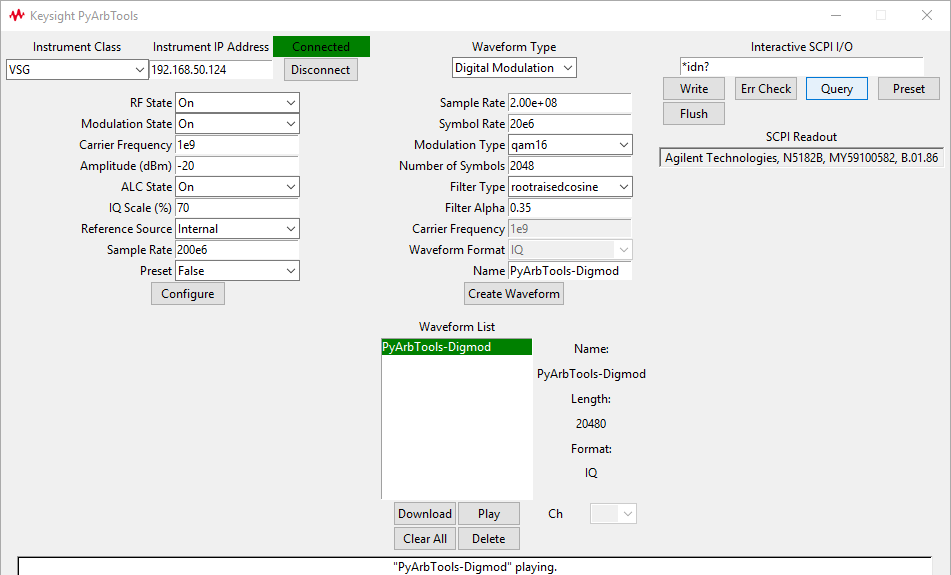 Keysight PyArbTools
Instrument Class
Instrument IP Address
Connected
VSG
192.168.50.124
Disconnect
RF State On
Modulation State On
Carrier Frequency 1e9
Amplitude (dBm) -20
ALC State On
IQ Scale (%) 70
Reference Source Internal
Sample Rate 200e6
Preset False
Configure
Waveform Type
Digital Modulation
Sample Rate 2.00e+08
Symbol Rate 20e6
Modulation Type qam16
Number of Symbols 2048
Filter Type rootraisedcosine
Filter Alpha 0.35
Carrier Frequency 1e9
Waveform Format IQ
Name PyArbTools-Digmod
Create Waveform
Interactive SCPI I/O
*idn?
Write Err Check Query Preset
Flush
SCPI Readout
Agilent Technologies, N5182B, MY59100582, B.01.86
Waveform List
PyArbTools-Digmod
Name:
PyArbTools-Digmod
Length:
20480
Format:
IQ
Download Play Ch
Clear All Delete
"PyArbTools-Digmod" playing.